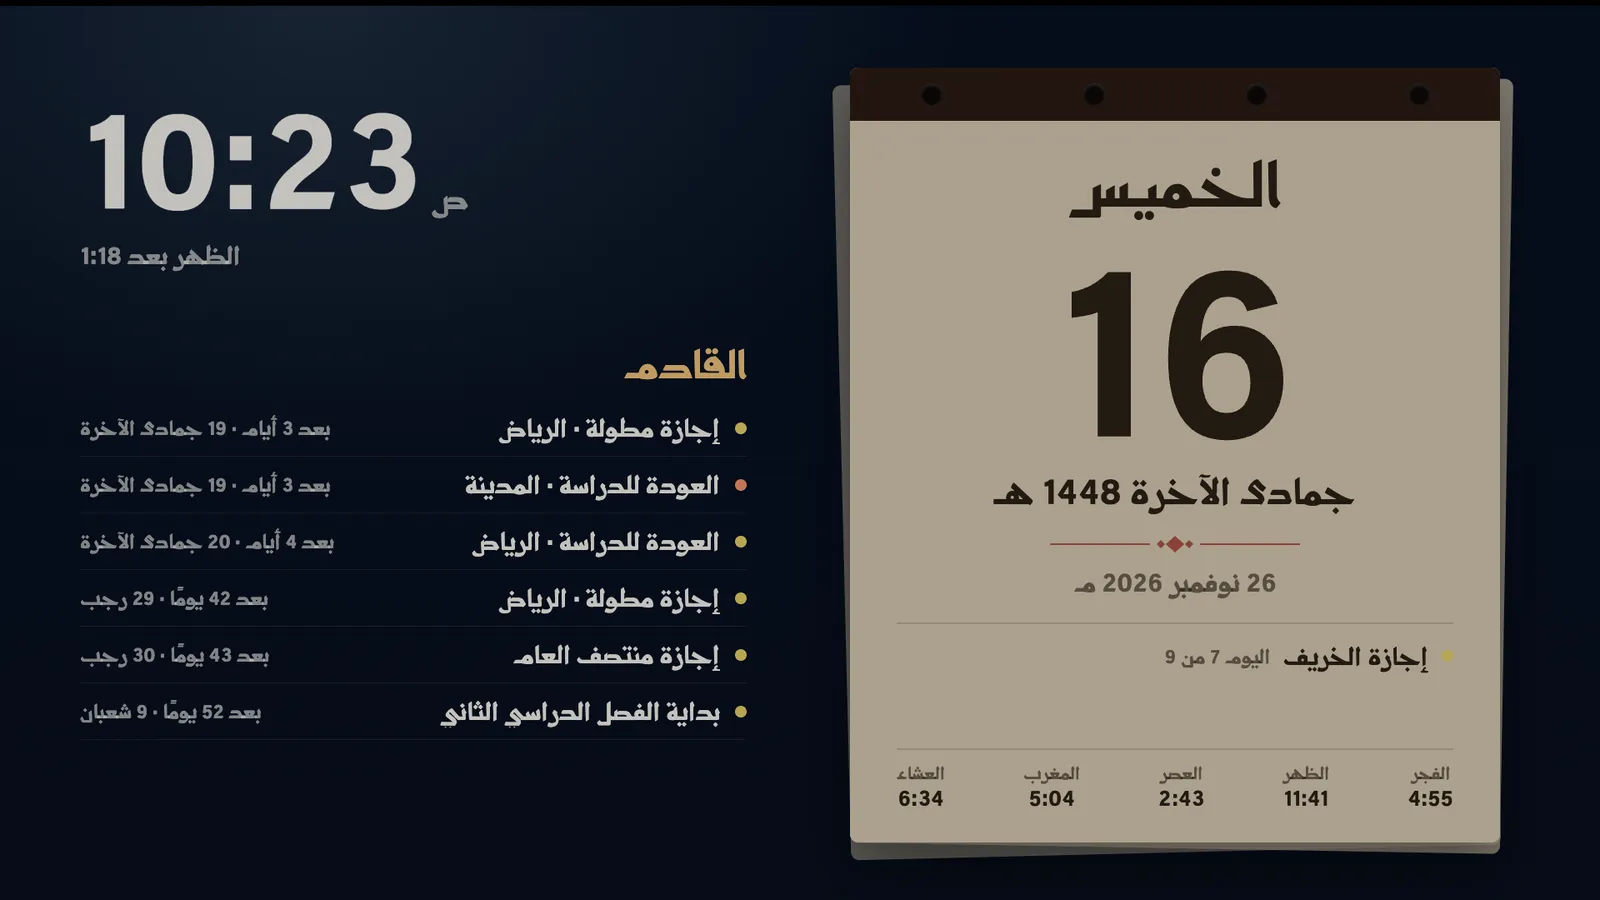 الخميس
16
جمادى الآخرة 1448 هـ
26 نوفمبر 2026 مـ
إجازة الخريف اليوم 7 من 9
الفجر الظهر العصر المغرب العشاء
4:55 11:41 2:43 5:04 6:34
10:23 ص
الظهر بعد 1:18
القادم
إجازة مطولة · الرياض بعد 3 أيام · 19 جمادى الآخرة
العودة للدراسة · المدينة بعد 3 أيام · 19 جمادى الآخرة
العودة للدراسة · الرياض بعد 4 أيام · 20 جمادى الآخرة
إجازة مطولة · الرياض بعد 42 يومًا · 29 رجب
إجازة منتصف العام بعد 43 يومًا · 30 رجب
بداية الفصل الدراسي الثاني بعد 52 يومًا · 9 شعبان